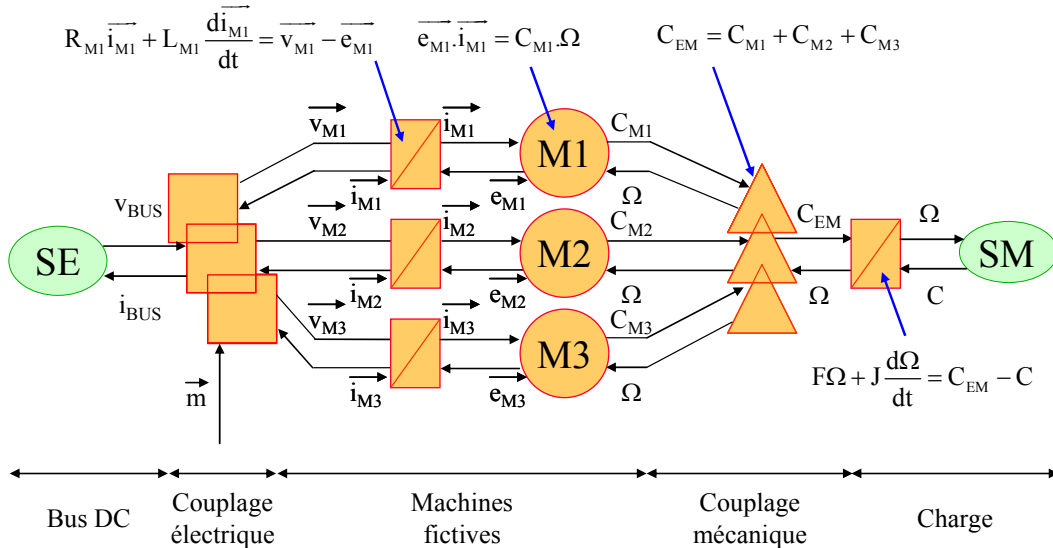 R_M1 i_M1 + L_M1 di_M1/dt = v_M1 − e_M1
e_M1.i_M1 = C_M1.Ω
C_EM = C_M1 + C_M2 + C_M3
v_M1
i_M1
C_M1
M1
i_M1
e_M1
Ω
v_BUS
v_M2
i_M2
C_M2
C_EM
Ω
SE
M2
SM
i_BUS
i_M2
e_M2
Ω
Ω
C
v_M3
i_M3
C_M3
M3
m
i_M3
e_M3
Ω
FΩ + J dΩ/dt = C_EM − C
Bus DC
Couplage
électrique
Machines
fictives
Couplage
mécanique
Charge